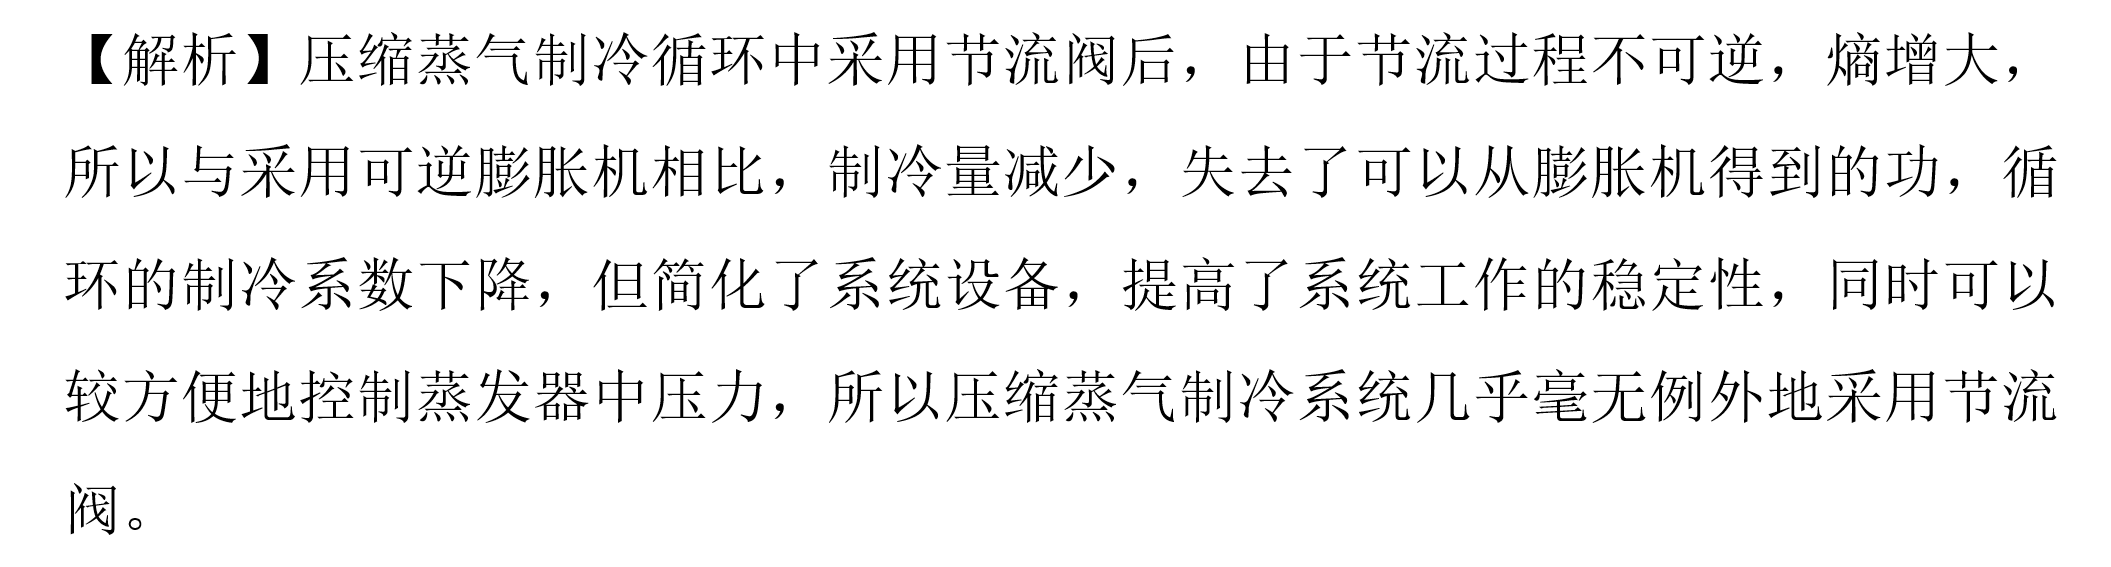 【解析】压缩蒸气制冷循环中采用节流阀后，由于节流过程不可逆，熵增大，
所以与采用可逆膨胀机相比，制冷量减少，失去了可以从膨胀机得到的功，循
环的制冷系数下降，但简化了系统设备，提高了系统工作的稳定性，同时可以
较方便地控制蒸发器中压力，所以压缩蒸气制冷系统几乎毫无例外地采用节流
阀。